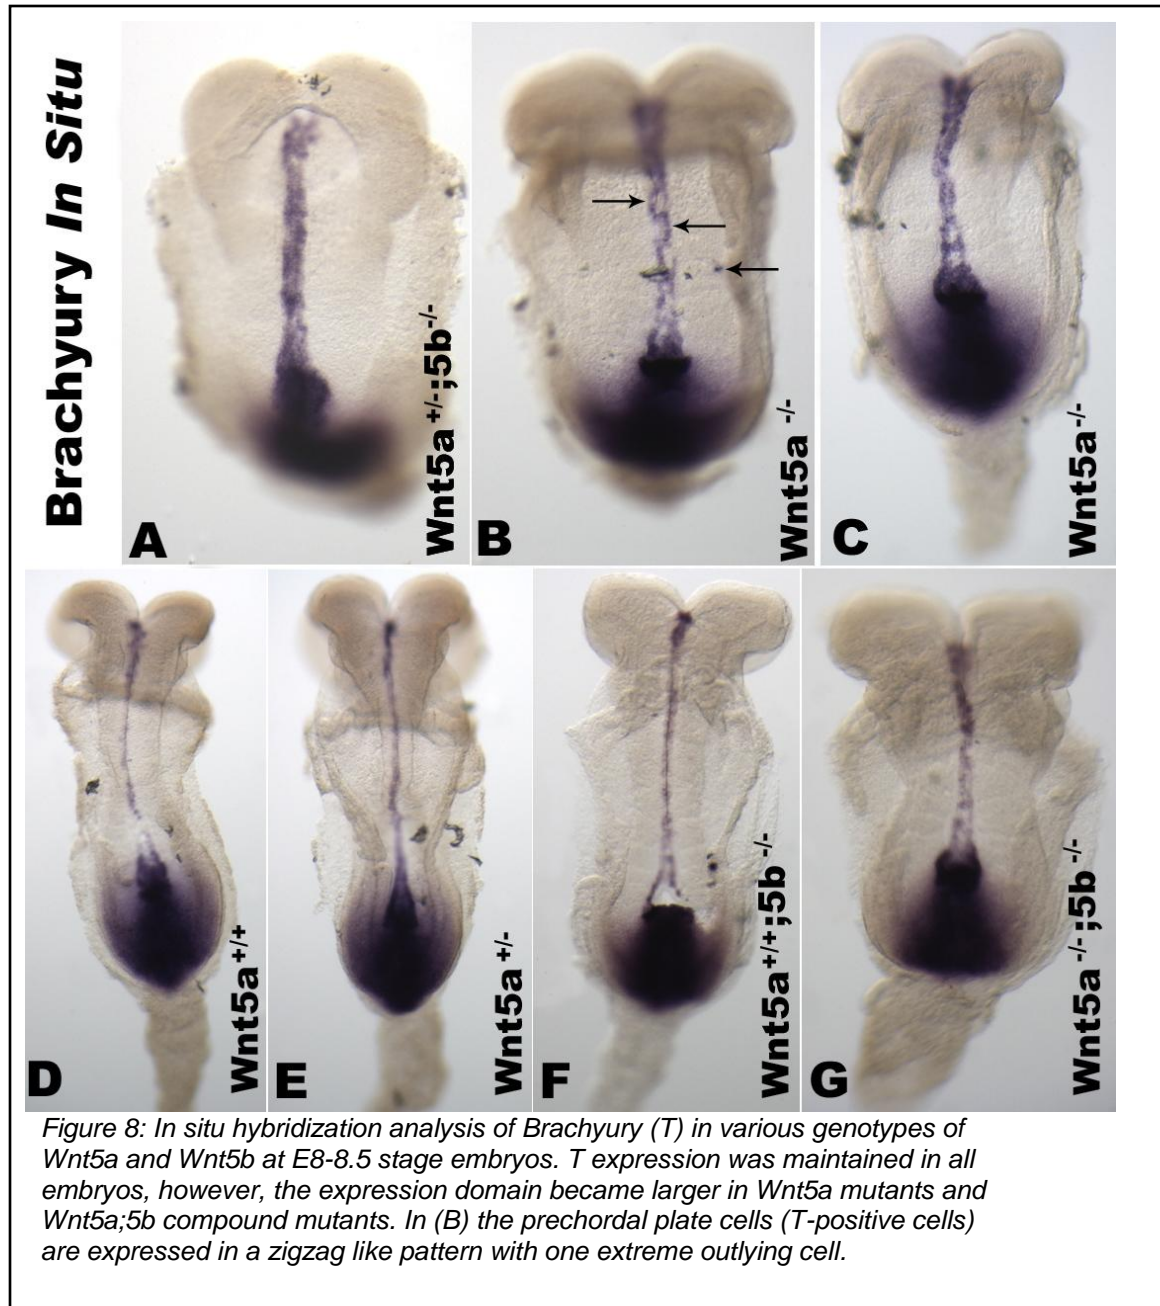 Brachyury In Situ
A
Wnt5a+/-;5b-/-
B
Wnt5a -/-
C
Wnt5a-/-
D
Wnt5a+/+
E
Wnt5a+/-
F
Wnt5a+/+;5b-/-
G
Wnt5a-/-;5b-/-
Figure 8: In situ hybridization analysis of Brachyury (T) in various genotypes of
Wnt5a and Wnt5b at E8-8.5 stage embryos. T expression was maintained in all
embryos, however, the expression domain became larger in Wnt5a mutants and
Wnt5a;5b compound mutants. In (B) the prechordal plate cells (T-positive cells)
are expressed in a zigzag like pattern with one extreme outlying cell.